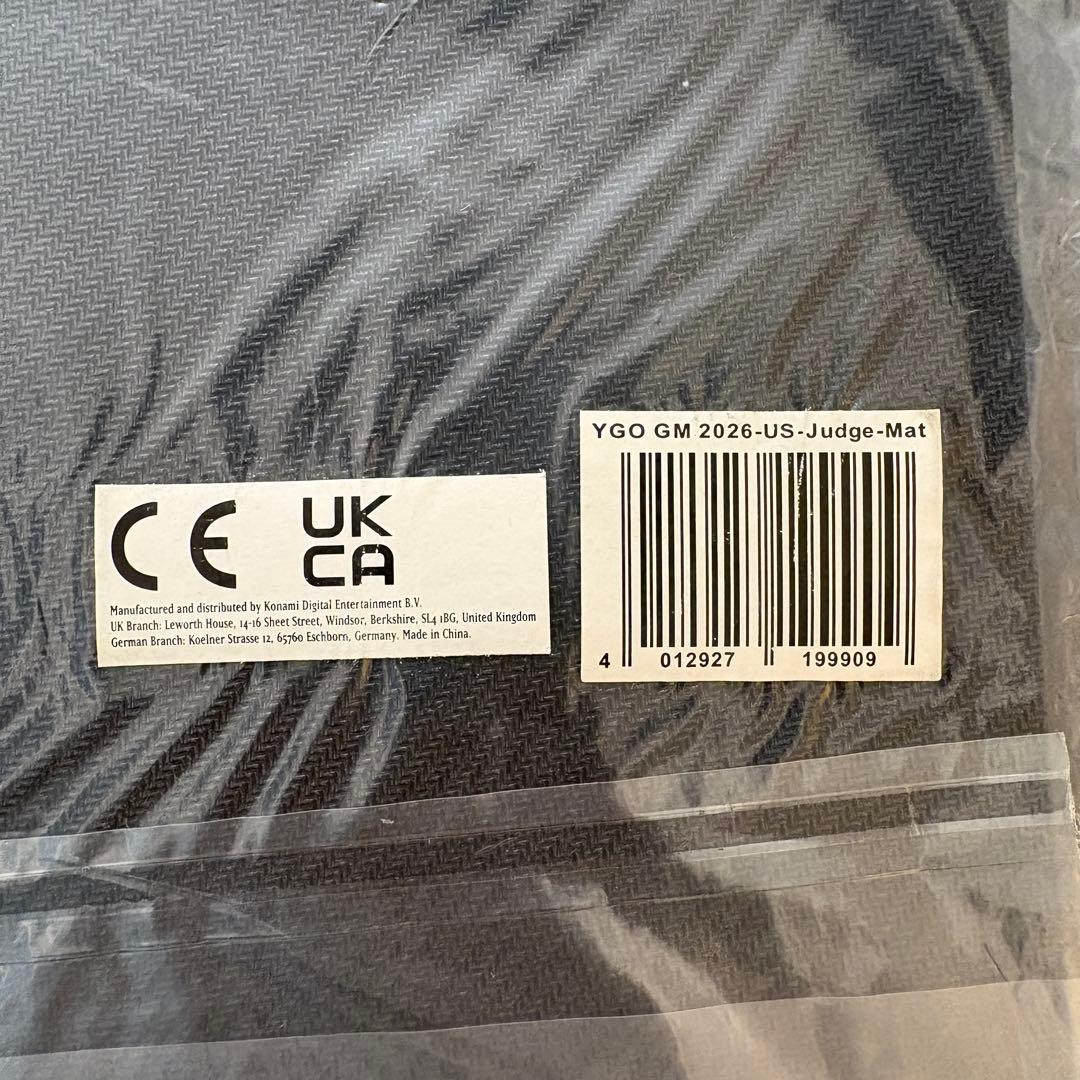 CE
UK
CA
Manufactured and distributed by Konami Digital Entertainment B.V.
UK Branch: Leworth House, 14-16 Sheet Street, Windsor, Berkshire, SL4 1BG, United Kingdom
German Branch: Koelner Strasse 12, 65760 Eschborn, Germany. Made in China.
YGO GM 2026-US-Judge-Mat
4 012927 199909